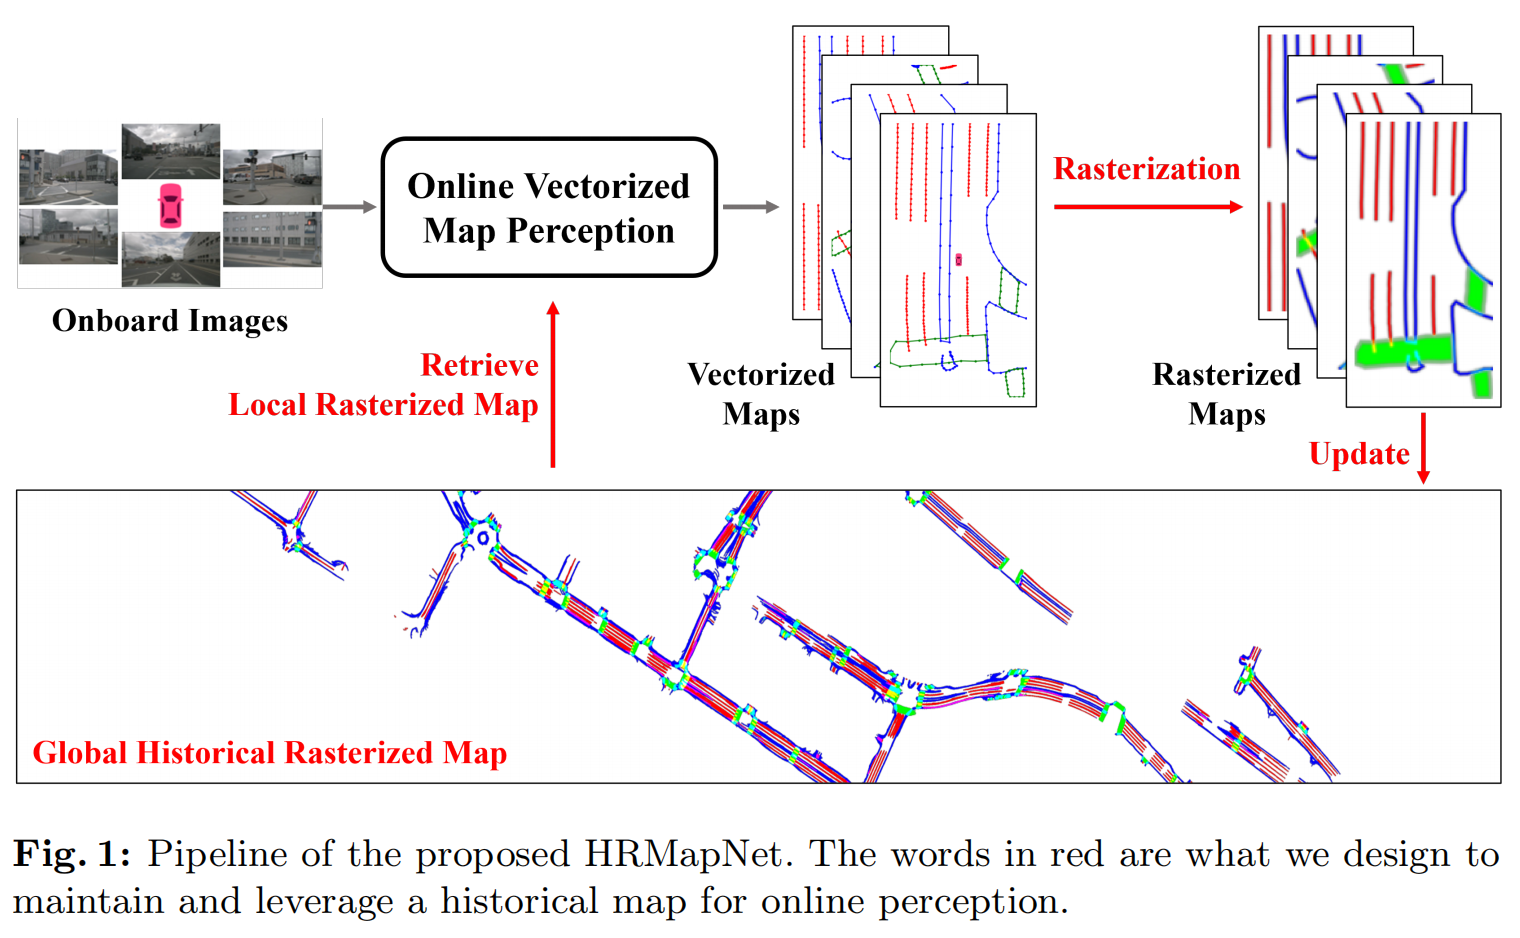 Online Vectorized
Map Perception
Rasterization
Onboard Images
Retrieve
Local Rasterized Map
Vectorized
Maps
Rasterized
Maps
Update
Global Historical Rasterized Map
Fig. 1: Pipeline of the proposed HRMapNet. The words in red are what we design to
maintain and leverage a historical map for online perception.